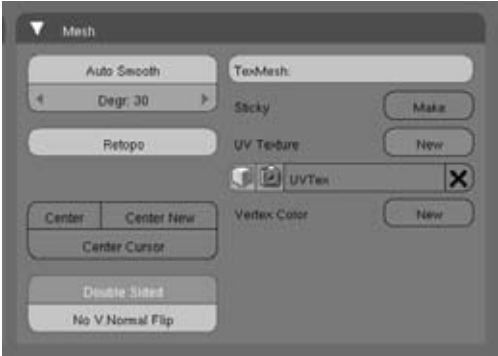 Mesh
Auto Smooth
Degr: 30
Retopo
Center
Center New
Center Cursor
Double Sided
No V.Normal Flip
TexMesh:
Sticky
Make
UV Texture
New
UVTex
Vertex Color
New